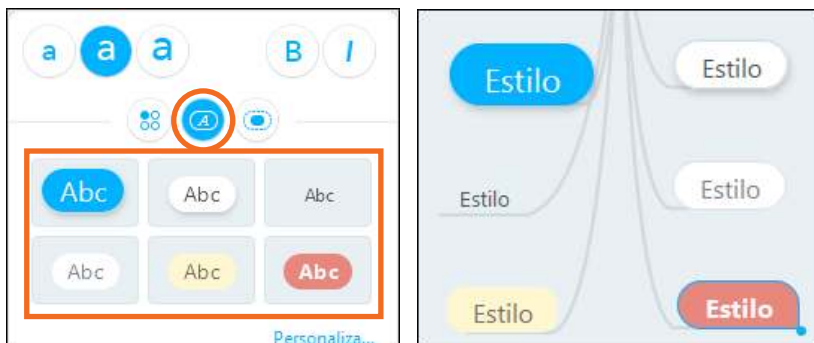 a a a B I
A
Abc Abc Abc
Abc Abc Abc
Personaliza...
Estilo Estilo
Estilo Estilo
Estilo Estilo